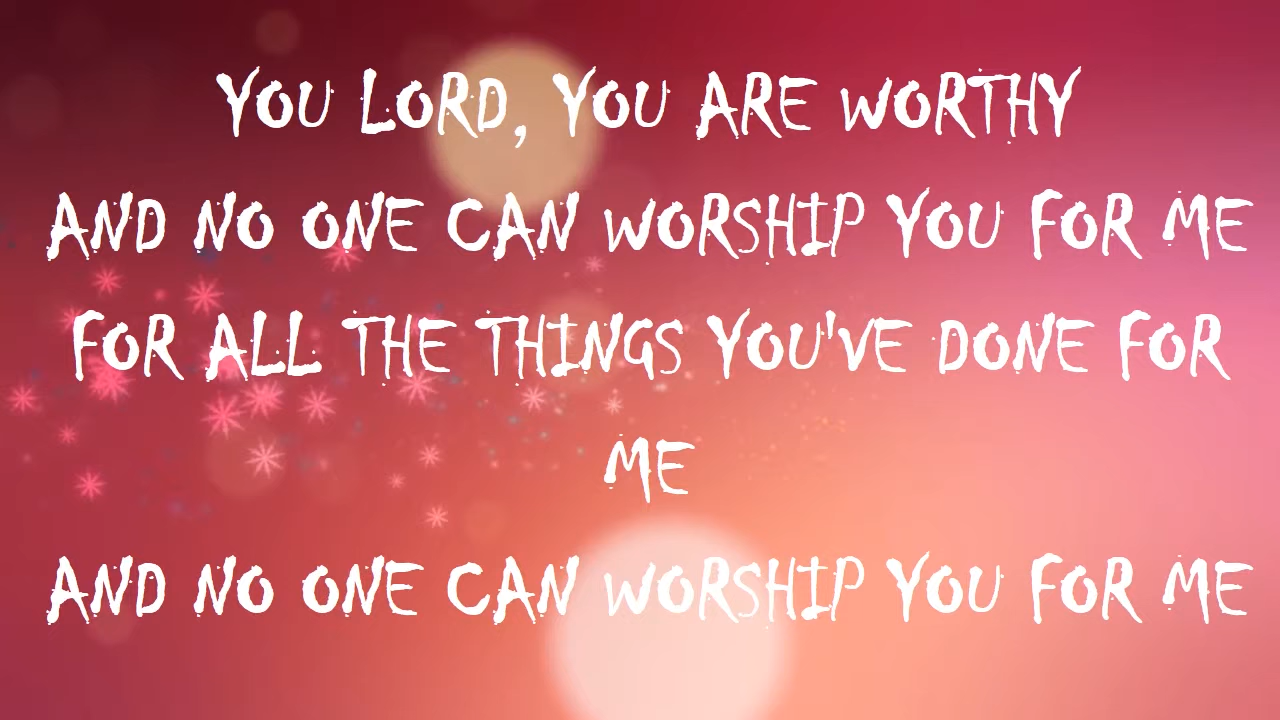 YOU LORD, YOU ARE WORTHY
AND NO ONE CAN WORSHIP YOU FOR ME
FOR ALL THE THINGS YOU'VE DONE FOR
ME
AND NO ONE CAN WORSHIP YOU FOR ME